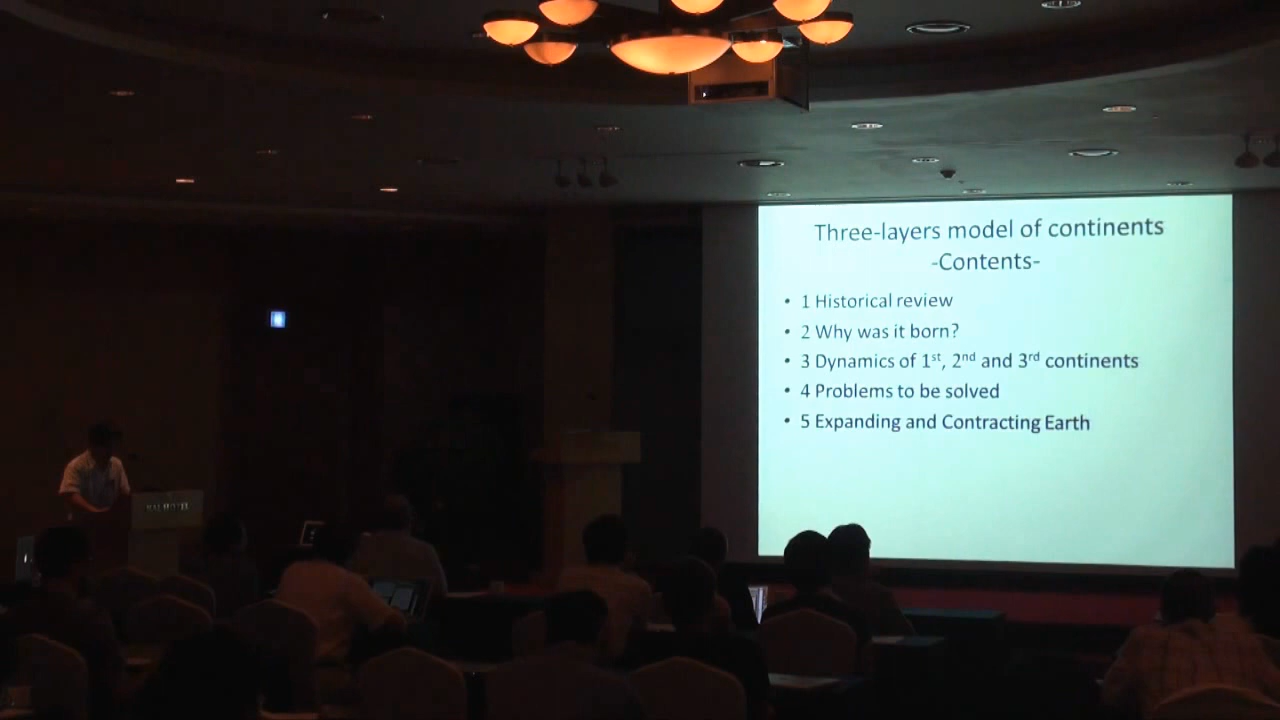 Three-layers model of continents
-Contents-
• 1 Historical review
• 2 Why was it born?
• 3 Dynamics of 1st, 2nd and 3rd continents
• 4 Problems to be solved
• 5 Expanding and Contracting Earth